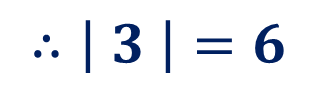 ∴ | 3 | = 6